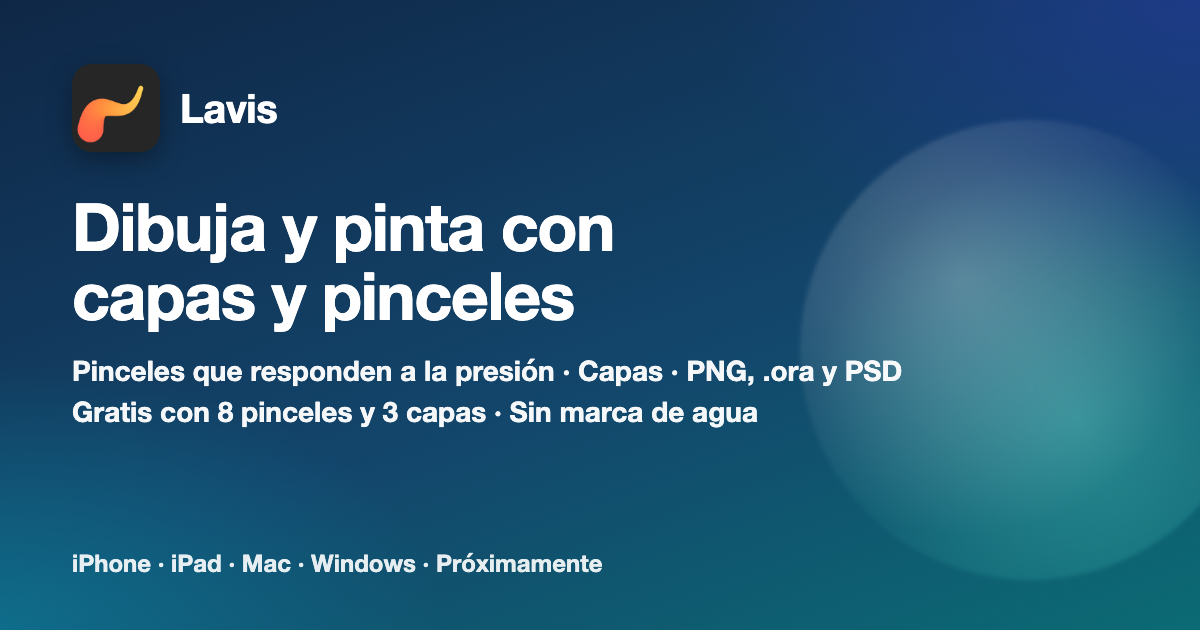 Lavis
Dibuja y pinta con
capas y pinceles
Pinceles que responden a la presión · Capas · PNG, .ora y PSD
Gratis con 8 pinceles y 3 capas · Sin marca de agua
iPhone · iPad · Mac · Windows · Próximamente